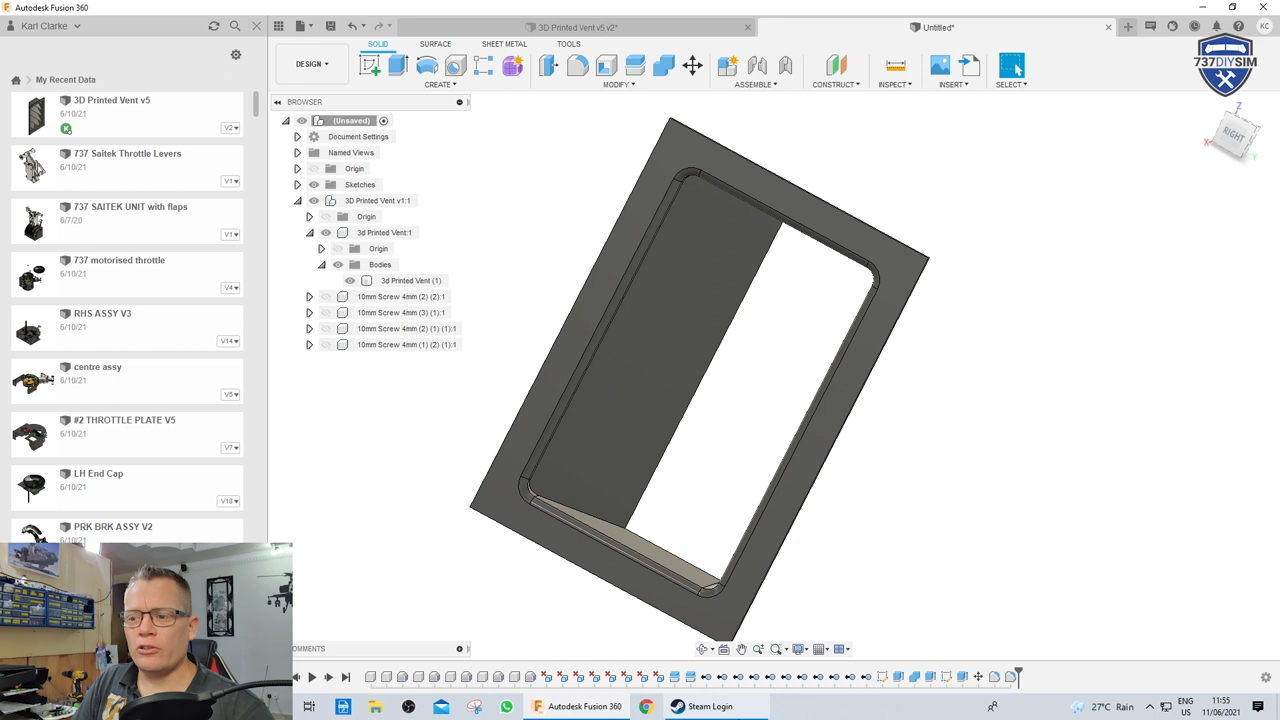 Autodesk Fusion 360
Karl Clarke
3D Printed Vent v5 v2*
Untitled*
KC
My Recent Data
3D Printed Vent v5
6/10/21
V2
737 Saitek Throttle Levers
6/10/21
V1
737 SAITEK UNIT with flaps
6/7/20
V1
737 motorised throttle
6/10/21
V4
RHS ASSY V3
6/10/21
V14
centre assy
6/10/21
V5
#2 THROTTLE PLATE V5
6/10/21
V7
LH End Cap
6/10/21
V18
PRK BRK ASSY V2
6/10/21
DESIGN
SOLID
SURFACE
SHEET METAL
TOOLS
CREATE
MODIFY
ASSEMBLE
CONSTRUCT
INSPECT
INSERT
SELECT
737DIYSIM
BROWSER
(Unsaved)
Document Settings
Named Views
Origin
Sketches
3D Printed Vent v1:1
Origin
3d Printed Vent:1
Origin
Bodies
3d Printed Vent (1)
10mm Screw 4mm (2) (2):1
10mm Screw 4mm (3) (1):1
10mm Screw 4mm (2) (1) (1):1
10mm Screw 4mm (1) (2) (1):1
Z
RIGHT
X
Y
OMMENTS
Autodesk Fusion 360
Steam Login
27°C Rain
ENG
US
11:55
11/06/2021